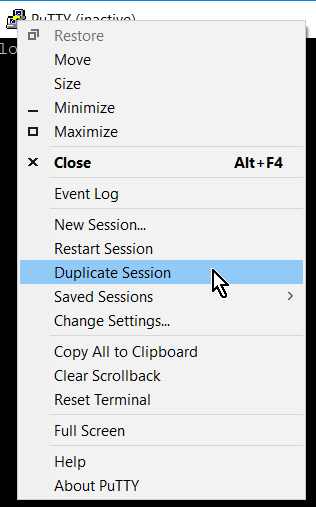 PuTTY (inactive)
lo
Restore
Move
Size
Minimize
Maximize
Close Alt+F4
Event Log
New Session...
Restart Session
Duplicate Session
Saved Sessions
Change Settings...
Copy All to Clipboard
Clear Scrollback
Reset Terminal
Full Screen
Help
About PuTTY